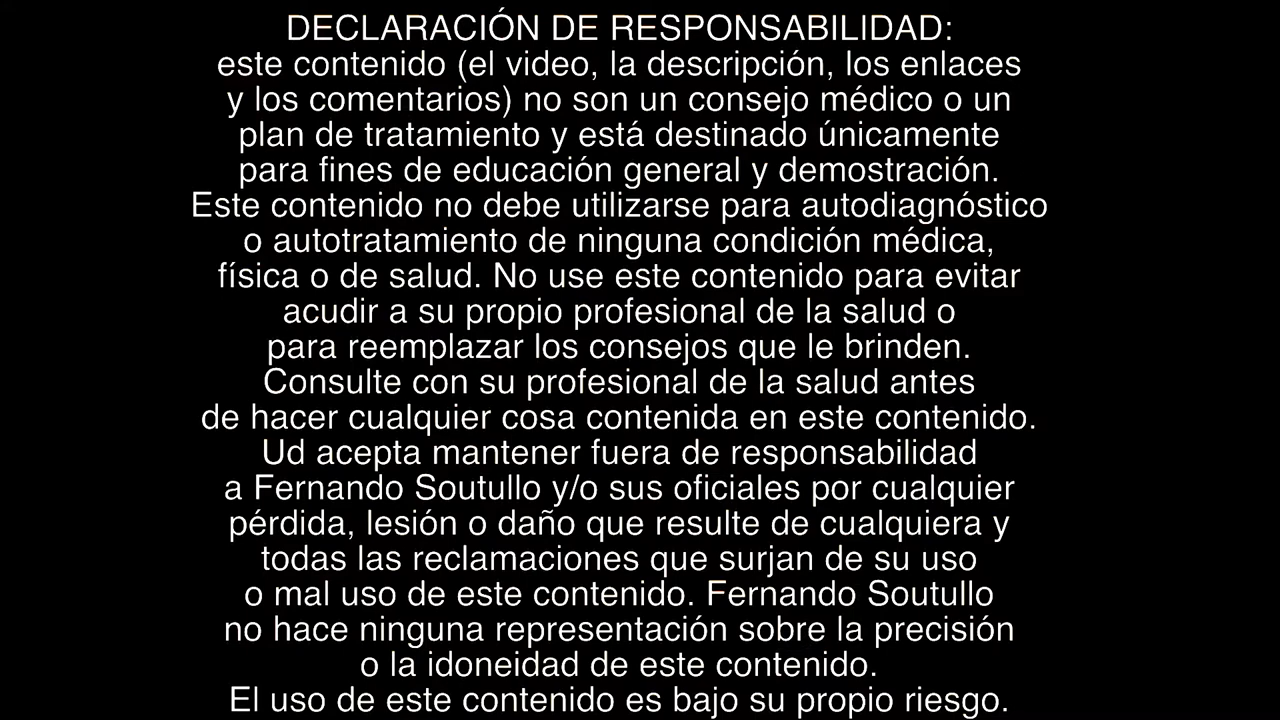 DECLARACIÓN DE RESPONSABILIDAD:
este contenido (el video, la descripción, los enlaces
y los comentarios) no son un consejo médico o un
plan de tratamiento y está destinado únicamente
para fines de educación general y demostración.
Este contenido no debe utilizarse para autodiagnóstico
o autotratamiento de ninguna condición médica,
física o de salud. No use este contenido para evitar
acudir a su propio profesional de la salud o
para reemplazar los consejos que le brinden.
Consulte con su profesional de la salud antes
de hacer cualquier cosa contenida en este contenido.
Ud acepta mantener fuera de responsabilidad
a Fernando Soutullo y/o sus oficiales por cualquier
pérdida, lesión o daño que resulte de cualquiera y
todas las reclamaciones que surjan de su uso
o mal uso de este contenido. Fernando Soutullo
no hace ninguna representación sobre la precisión
o la idoneidad de este contenido.
El uso de este contenido es bajo su propio riesgo.